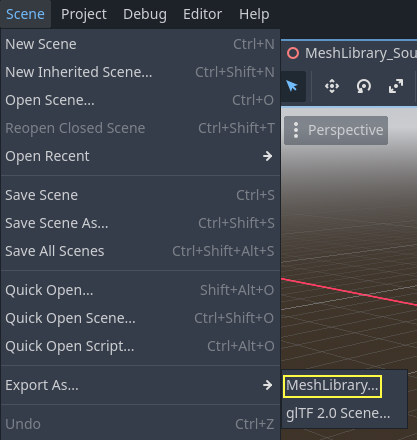 Scene Project Debug Editor Help
New Scene Ctrl+N
New Inherited Scene... Ctrl+Shift+N
Open Scene... Ctrl+O
Reopen Closed Scene Ctrl+Shift+T
Open Recent
Save Scene Ctrl+S
Save Scene As... Ctrl+Shift+S
Save All Scenes Ctrl+Shift+Alt+S
Quick Open... Shift+Alt+O
Quick Open Scene... Ctrl+Shift+O
Quick Open Script... Ctrl+Alt+O
Export As...
Undo Ctrl+Z
MeshLibrary_Sou
Perspective
MeshLibrary...
glTF 2.0 Scene...